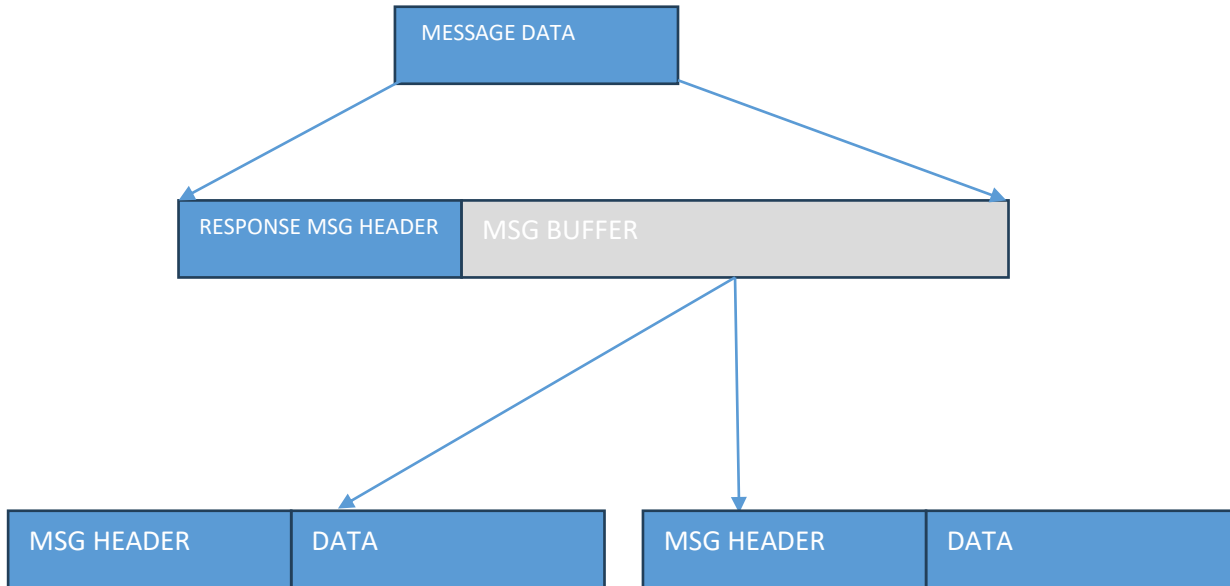 MESSAGE DATA
RESPONSE MSG HEADER
MSG BUFFER
MSG HEADER
DATA
MSG HEADER
DATA